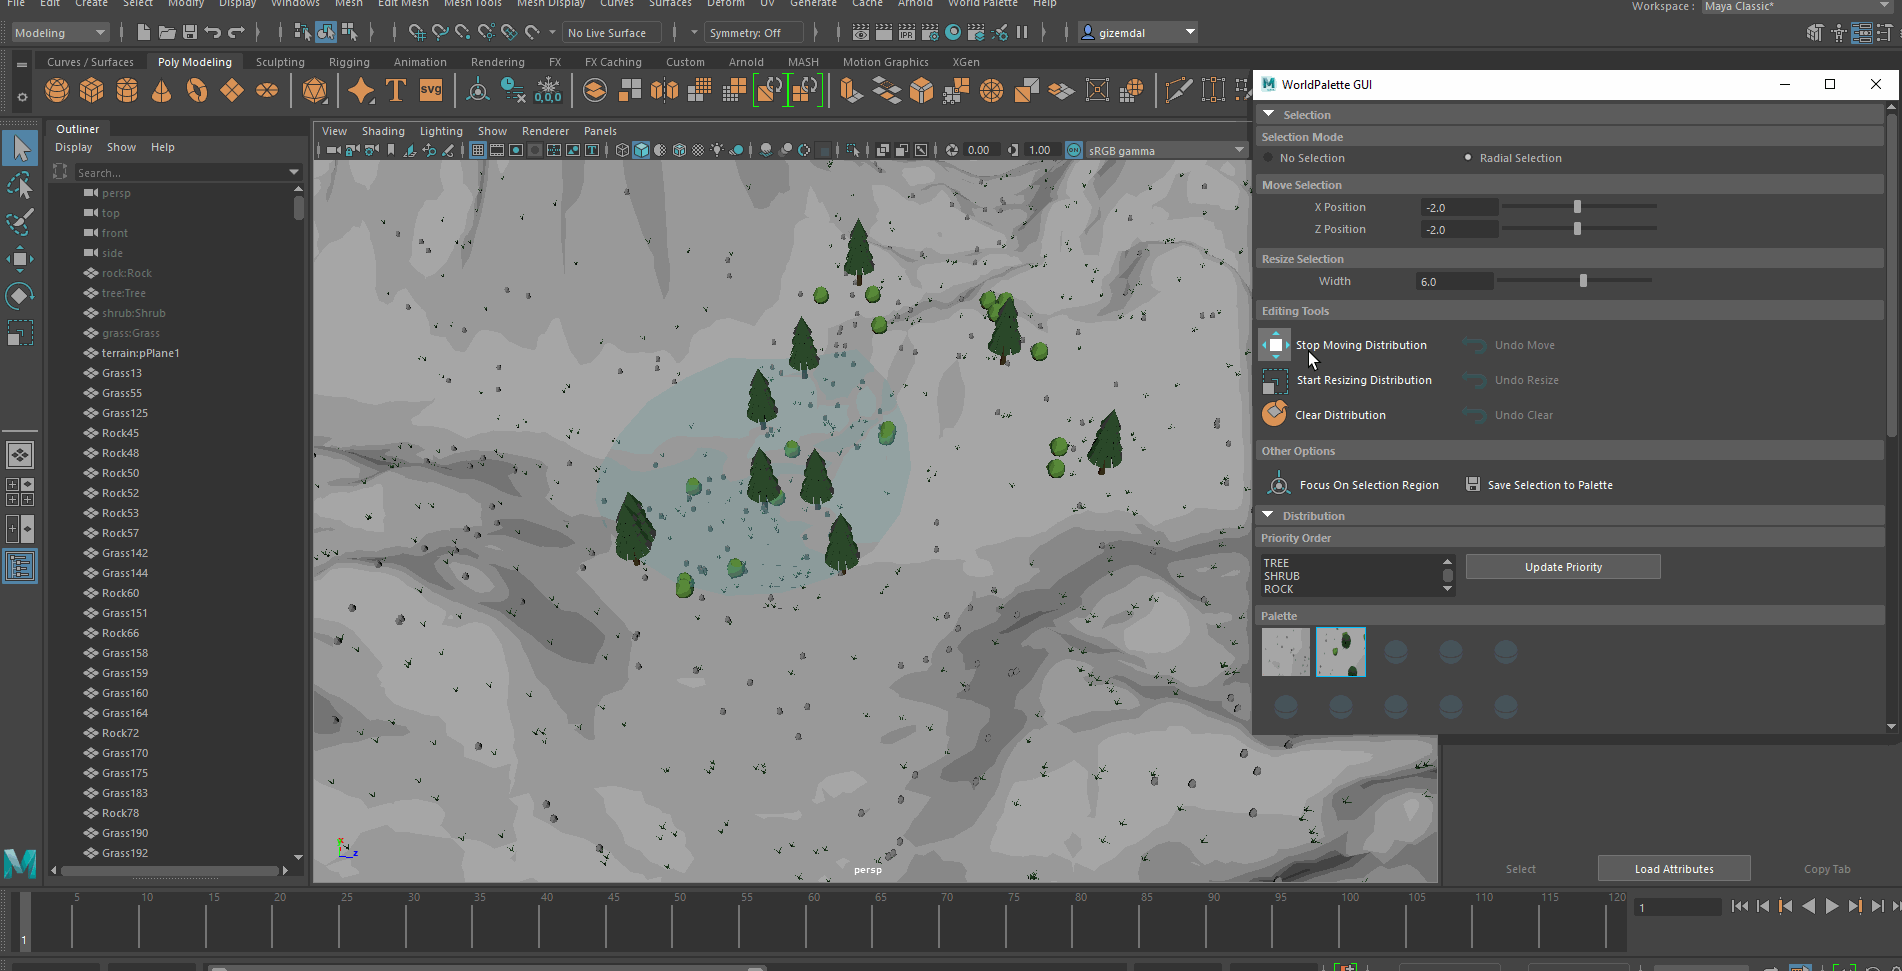 File Edit Create Select Modify Display Windows Mesh Edit Mesh Mesh Tools Mesh Display Curves Surfaces Deform UV Generate Cache Arnold World Palette Help
Workspace : Maya Classic*
Modeling No Live Surface Symmetry: Off gizemdal
Curves / Surfaces Poly Modeling Sculpting Rigging Animation Rendering FX FX Caching Custom Arnold MASH Motion Graphics XGen
IPR
T svg 0,0,0
Outliner
Display Show Help
Search...
persp
top
front
side
rock:Rock
tree:Tree
shrub:Shrub
grass:Grass
terrain:pPlane1
Grass13
Grass55
Grass125
Rock45
Rock48
Rock50
Rock52
Rock53
Rock57
Grass142
Grass144
Rock60
Grass151
Rock66
Grass158
Grass159
Grass160
Grass164
Rock72
Grass170
Grass175
Grass183
Rock78
Grass190
Grass192
View Shading Lighting Show Renderer Panels
0.00 1.00 ON sRGB gamma
z
persp
M WorldPalette GUI
Selection
Selection Mode
No Selection Radial Selection
Move Selection
X Position -2.0
Z Position -2.0
Resize Selection
Width 6.0
Editing Tools
Stop Moving Distribution Undo Move
Start Resizing Distribution Undo Resize
Clear Distribution Undo Clear
Other Options
Focus On Selection Region Save Selection to Palette
Distribution
Priority Order
TREE
SHRUB
ROCK
Update Priority
Palette
Select Load Attributes Copy Tab
5 10 15 20 25 30 35 40 45 50 55 60 65 70 75 80 85 90 95 100 105 110 115 120
1
1